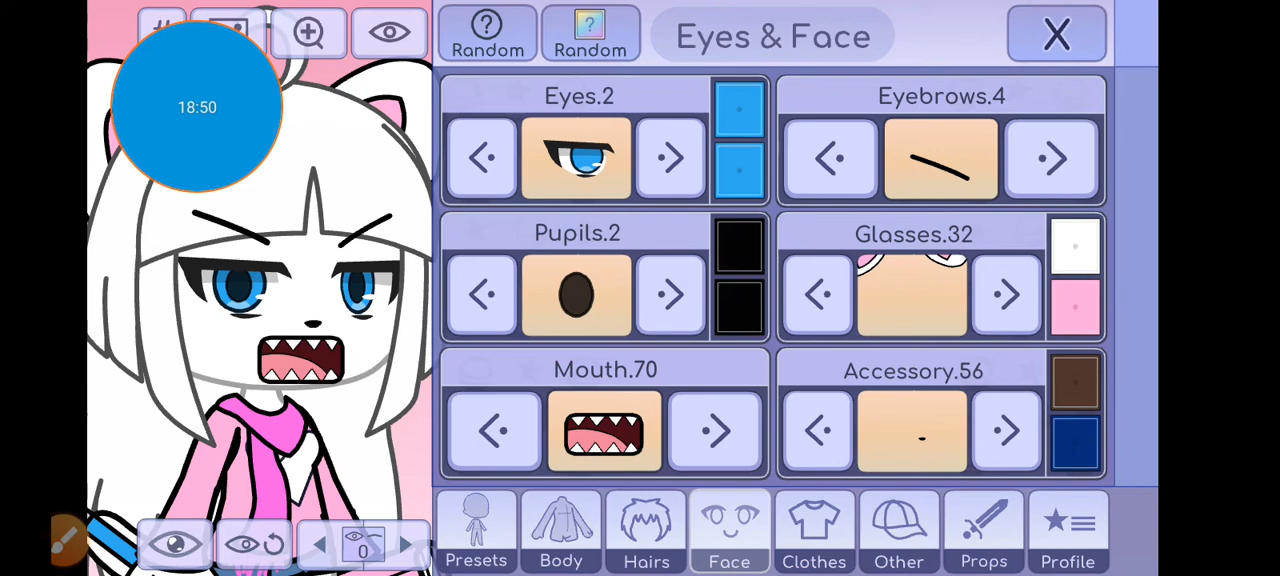 18:50
Random
Random
Eyes & Face
X
Eyes.2
Eyebrows.4
Pupils.2
Glasses.32
Mouth.70
Accessory.56
0
Presets
Body
Hairs
Face
Clothes
Other
Props
Profile